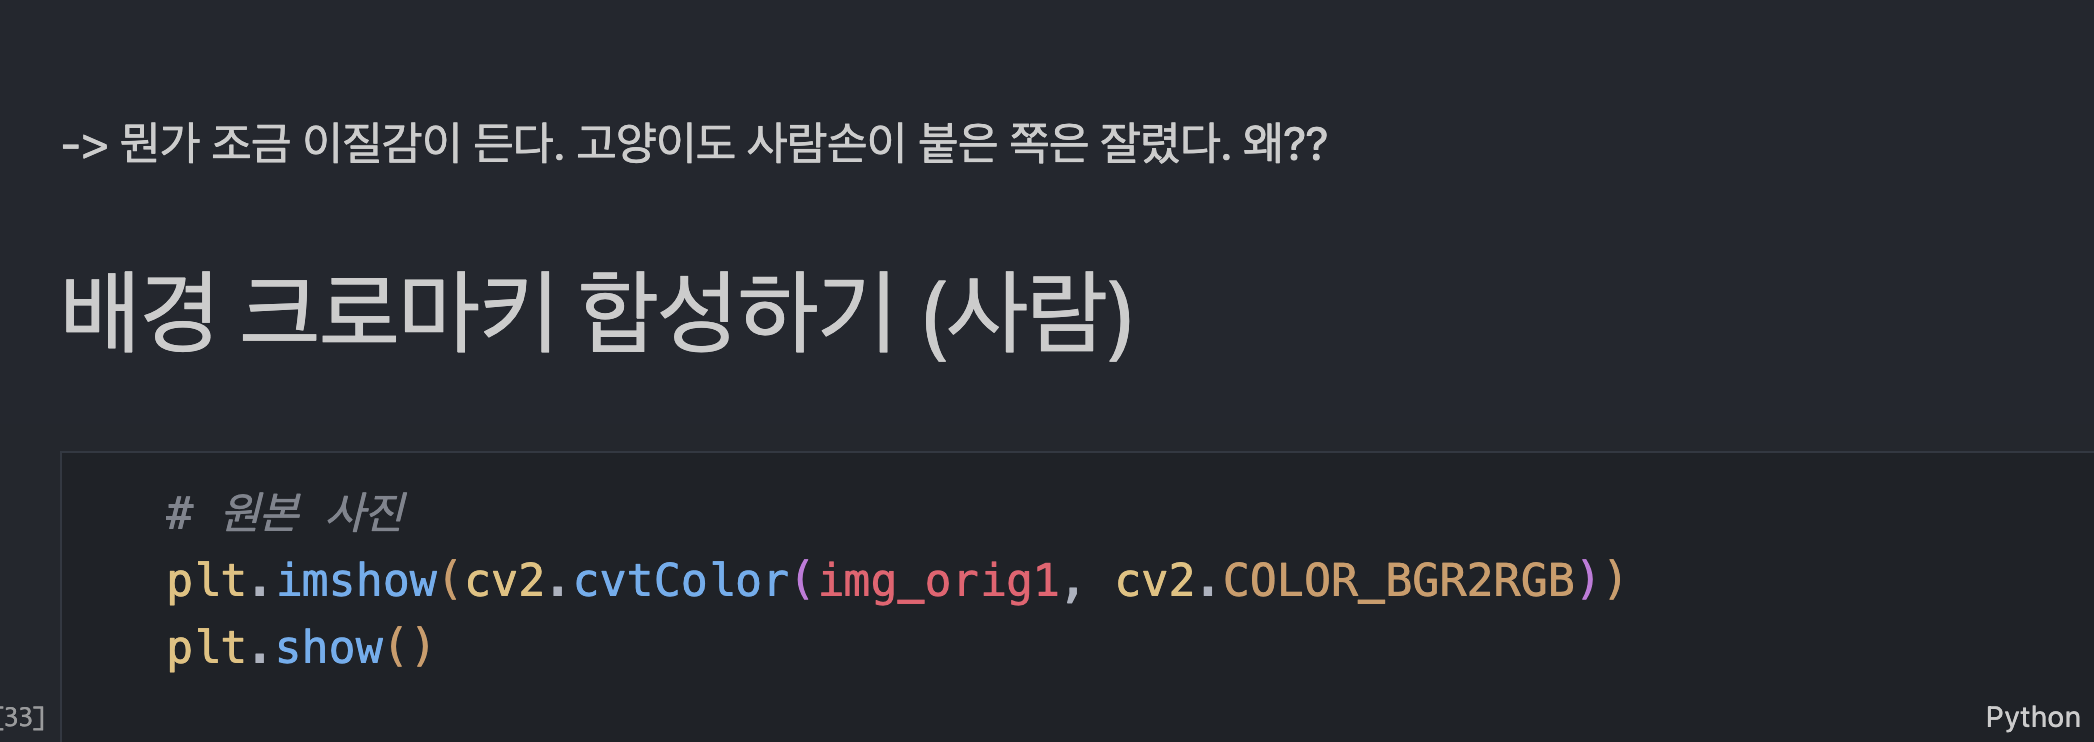 -> 뭔가 조금 이질감이 든다. 고양이도 사람손이 붙은 쪽은 잘렸다. 왜??
배경 크로마키 합성하기 (사람)
# 원본 사진
plt.imshow(cv2.cvtColor(img_orig1, cv2.COLOR_BGR2RGB))
plt.show()
[33]
Python